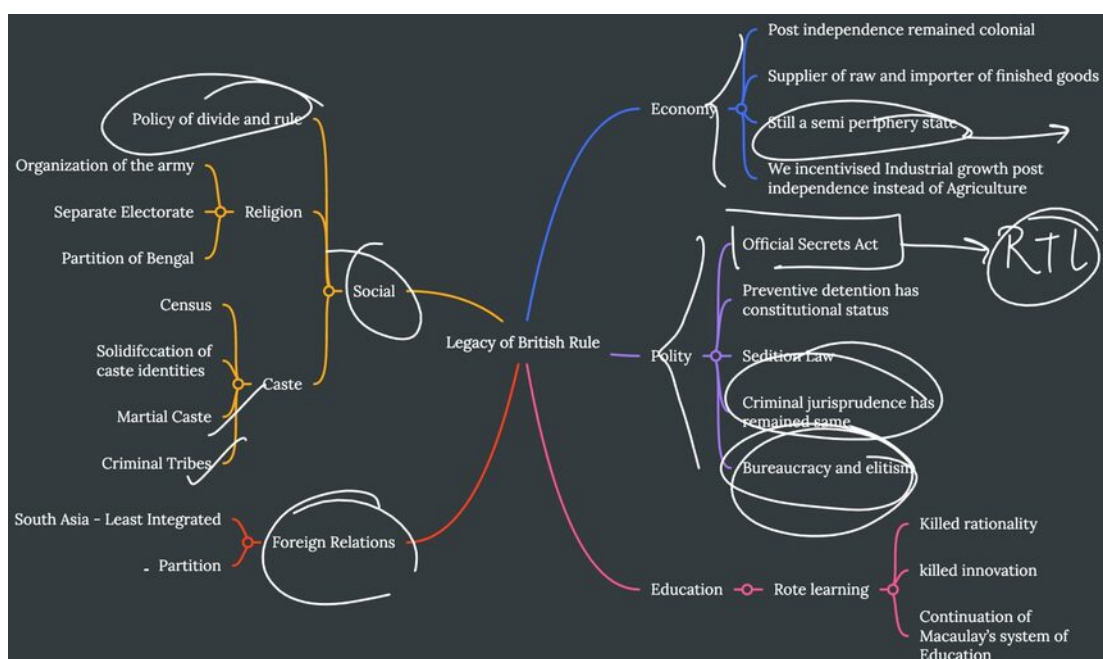 Policy of divide and rule
Organization of the army
Separate Electorate
Religion
Partition of Bengal
Social
Census
Solidifccation of
caste identities
Caste
Martial Caste
Criminal Tribes
South Asia - Least Integrated
Foreign Relations
Partition
Legacy of British Rule
Economy
Post independence remained colonial
Supplier of raw and importer of finished goods
Still a semi periphery state
We incentivised Industrial growth post
independence instead of Agriculture
Polity
Official Secrets Act
RTI
Preventive detention has
constitutional status
Sedition Law
Criminal jurisprudence has
remained same
Bureaucracy and elitism
Education
Rote learning
Killed rationality
killed innovation
Continuation of
Macaulay's system of
Education